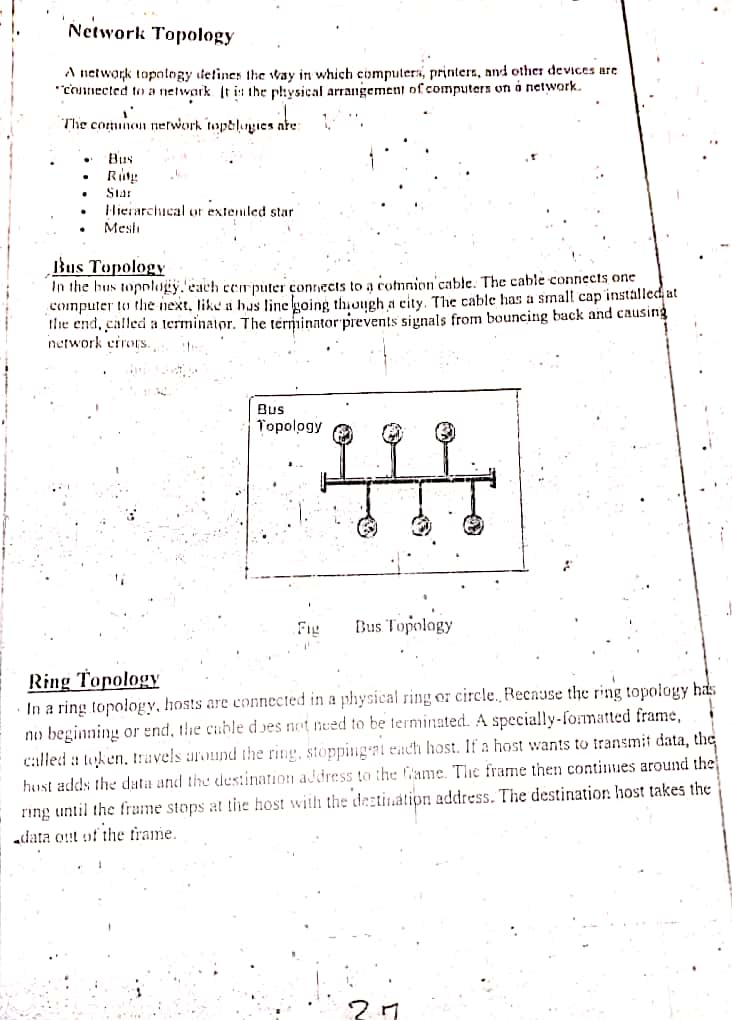 Network Topology
A network topology defines the way in which computers, printers, and other devices are
connected to a network. It is the physical arrangement of computers on a network.
The common network topologies are:
• Bus
• Ring
• Star
• Hierarchical or extended star
• Mesh
Bus Topology
In the bus topology, each computer connects to a common cable. The cable connects one
computer to the next, like a bus line going through a city. The cable has a small cap installed at
the end, called a terminator. The terminator prevents signals from bouncing back and causing
network errors.
Bus
Topology
Fig Bus Topology
Ring Topology
In a ring topology, hosts are connected in a physical ring or circle. Because the ring topology has
no beginning or end, the cable does not need to be terminated. A specially-formatted frame,
called a token, travels around the ring, stopping at each host. If a host wants to transmit data, the
host adds the data and the destination address to the frame. The frame then continues around the
ring until the frame stops at the host with the destination address. The destination host takes the
data out of the frame.
27